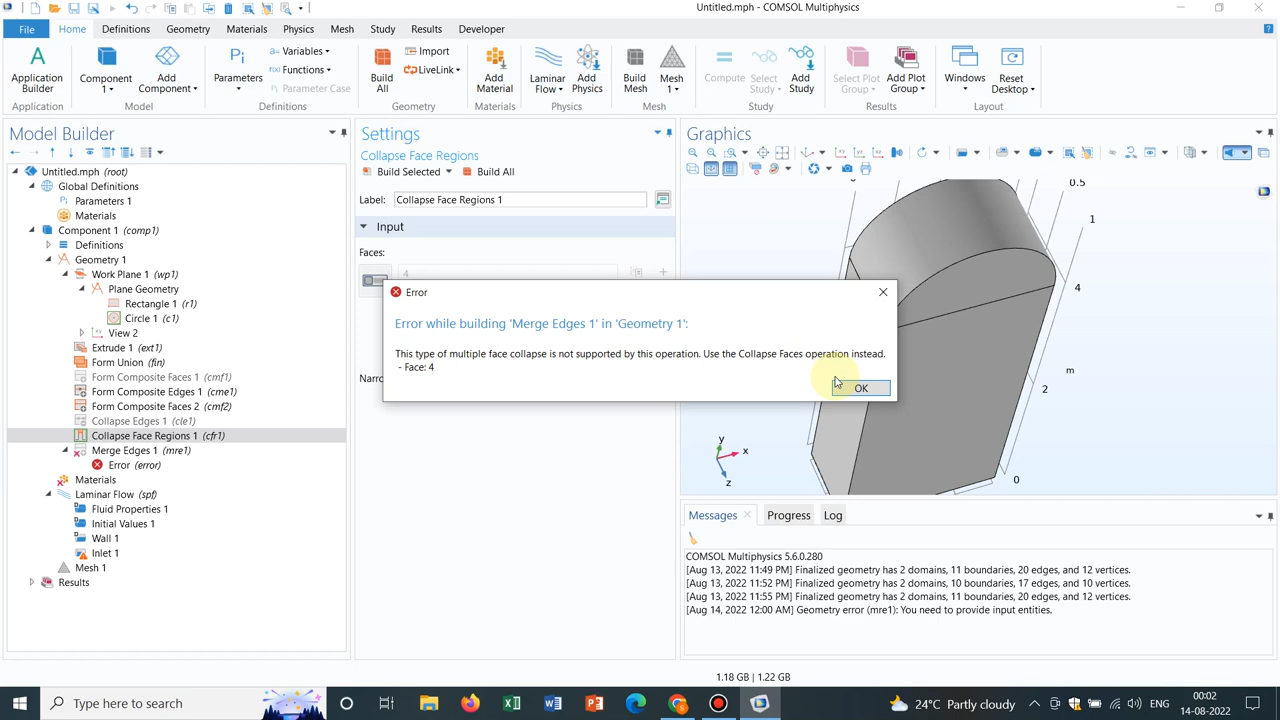 Untitled.mph - COMSOL Multiphysics
File Home Definitions Geometry Materials Physics Mesh Study Results Developer
Application Builder
Component 1
Add Component
Parameters
a= Variables
f(x) Functions
Pi Parameter Case
Build All
Import
LiveLink
Add Material
Laminar Flow
Add Physics
Build Mesh
Mesh 1
Compute
Select Study
Add Study
Select Plot Group
Add Plot Group
Windows
Reset Desktop
Application Model Definitions Geometry Materials Physics Mesh Study Results Layout
Model Builder
Untitled.mph (root)
Global Definitions
Parameters 1
Materials
Component 1 (comp1)
Definitions
Geometry 1
Work Plane 1 (wp1)
Plane Geometry
Rectangle 1 (r1)
Circle 1 (c1)
View 2
Extrude 1 (ext1)
Form Union (fin)
Form Composite Faces 1 (cmf1)
Form Composite Edges 1 (cme1)
Form Composite Faces 2 (cmf2)
Collapse Edges 1 (cle1)
Collapse Face Regions 1 (cfr1)
Merge Edges 1 (mre1)
Error (error)
Materials
Laminar Flow (spf)
Fluid Properties 1
Initial Values 1
Wall 1
Inlet 1
Mesh 1
Results
Settings
Collapse Face Regions
Build Selected Build All
Label: Collapse Face Regions 1
Input
Faces:
4
Narro
Error
Error while building 'Merge Edges 1' in 'Geometry 1':
This type of multiple face collapse is not supported by this operation. Use the Collapse Faces operation instead.
- Face: 4
OK
Graphics
0.5
1
4
m
2
0
y
x
z
Messages Progress Log
COMSOL Multiphysics 5.6.0.280
[Aug 13, 2022 11:49 PM] Finalized geometry has 2 domains, 11 boundaries, 20 edges, and 12 vertices.
[Aug 13, 2022 11:52 PM] Finalized geometry has 2 domains, 10 boundaries, 17 edges, and 10 vertices.
[Aug 13, 2022 11:55 PM] Finalized geometry has 2 domains, 11 boundaries, 20 edges, and 12 vertices.
[Aug 14, 2022 12:00 AM] Geometry error (mre1): You need to provide input entities.
1.18 GB | 1.22 GB
Type here to search
24°C Partly cloudy
ENG
00:02
14-08-2022